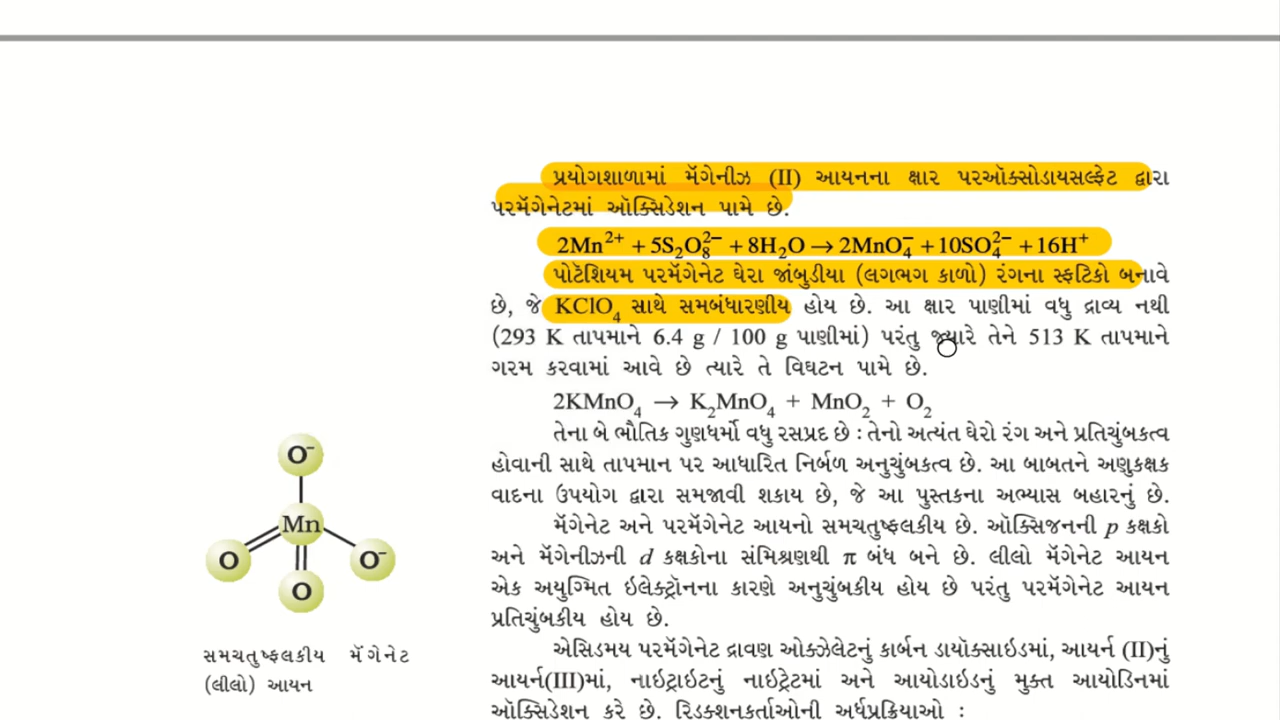 પ્રયોગશાળામાં મૅંગેનીઝ (II) આયનના ક્ષાર પરઑક્સોડાયસલ્ફેટ દ્વારા
પરમૅંગેનેટમાં ઑક્સિડેશન પામે છે.
2Mn²⁺ + 5S₂O₈²⁻ + 8H₂O → 2MnO₄⁻ + 10SO₄²⁻ + 16H⁺
પોટૅશિયમ પરમૅંગેનેટ ઘેરા જાંબુડીયા (લગભગ કાળો) રંગના સ્ફટિકો બનાવે
છે, જે KClO₄ સાથે સમબંધારણીય હોય છે. આ ક્ષાર પાણીમાં વધુ દ્રાવ્ય નથી
(293 K તાપમાને 6.4 g / 100 g પાણીમાં) પરંતુ જ્યારે તેને 513 K તાપમાને
ગરમ કરવામાં આવે છે ત્યારે તે વિઘટન પામે છે.
2KMnO₄ → K₂MnO₄ + MnO₂ + O₂
તેના બે ભૌતિક ગુણધર્મો વધુ રસપ્રદ છે : તેનો અત્યંત ઘેરો રંગ અને પ્રતિચુંબકત્વ
હોવાની સાથે તાપમાન પર આધારિત નિર્બળ અનુચુંબકત્વ છે. આ બાબતને અણુકક્ષક
વાદના ઉપયોગ દ્વારા સમજાવી શકાય છે, જે આ પુસ્તકના અભ્યાસ બહારનું છે.
મૅંગેનેટ અને પરમૅંગેનેટ આયનો સમચતુષ્ફલકીય છે. ઑક્સિજનની p કક્ષકો
અને મૅંગેનીઝની d કક્ષકોના સંમિશ્રણથી π બંધ બને છે. લીલો મૅંગેનેટ આયન
એક અયુગ્મિત ઇલેક્ટ્રૉનના કારણે અનુચુંબકીય હોય છે પરંતુ પરમૅંગેનેટ આયન
પ્રતિચુંબકીય હોય છે.
એસિડમય પરમૅંગેનેટ દ્રાવણ ઓક્ઝેલેટનું કાર્બન ડાયૉક્સાઇડમાં, આયર્ન (II)નું
આયર્ન(III)માં, નાઇટ્રાઇટનું નાઇટ્રેટમાં અને આયોડાઇડનું મુક્ત આયોડિનમાં
ઑક્સિડેશન કરે છે. રિડક્શનકર્તાઓની અર્ધપ્રક્રિયાઓ :
O⁻
Mn
O O⁻
O
સમચતુષ્ફલકીય મૅંગેનેટ
(લીલો) આયન